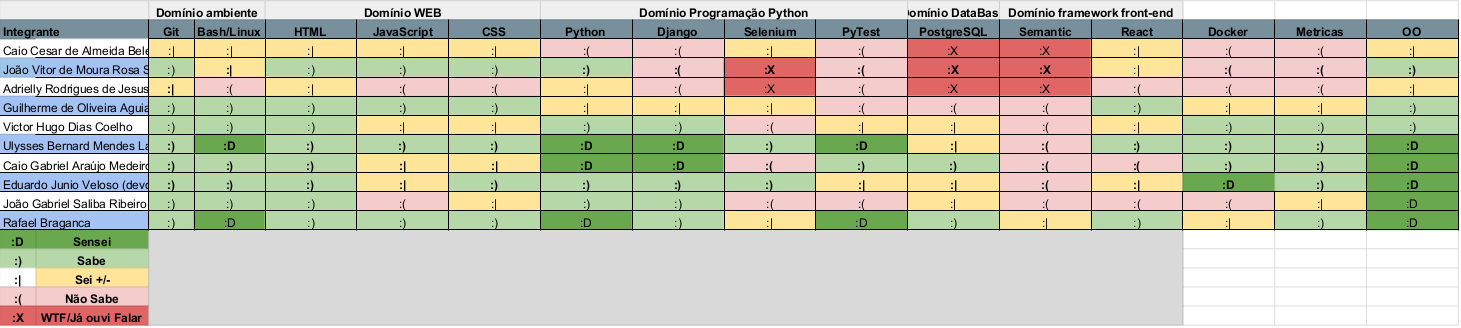 Domínio ambiente Domínio WEB Domínio Programação Python omínio DataBas Domínio framework front-end
Integrante Git Bash/Linux HTML JavaScript CSS Python Django Selenium PyTest PostgreSQL Semantic React Docker Metricas OO
Caio Cesar de Almeida Bele :| :| :| :| :| :( :( :| :( :X :X :| :( :( :|
João Vitor de Moura Rosa S :) :| :) :) :) :) :( :X :( :X :X :| :( :( :)
Adrielly Rodrigues de Jesus :| :( :| :( :( :( :( :X :( :X :X :( :( :( :|
Guilherme de Oliveira Aguia :) :) :) :) :) :| :| :| :( :( :( :) :| :| :)
Victor Hugo Dias Coelho :) :) :) :| :| :) :) :( :| :| :( :| :) :) :)
Ulysses Bernard Mendes La :) :D :) :) :) :D :D :) :D :| :( :) :) :) :D
Caio Gabriel Araújo Medeiro :) :) :) :| :| :D :D :( :) :) :( :( :) :) :D
Eduardo Junio Veloso (devo :) :) :) :| :) :) :) :) :| :| :( :| :D :) :D
João Gabriel Saliba Ribeiro :) :) :) :( :| :) :) :( :( :| :( :) :( :) :D
Rafael Braganca :) :D :) :) :) :D :) :| :D :) :| :) :| :) :D
:D Sensei
:) Sabe
:| Sei +/-
:( Não Sabe
:X WTF/Já ouvi Falar